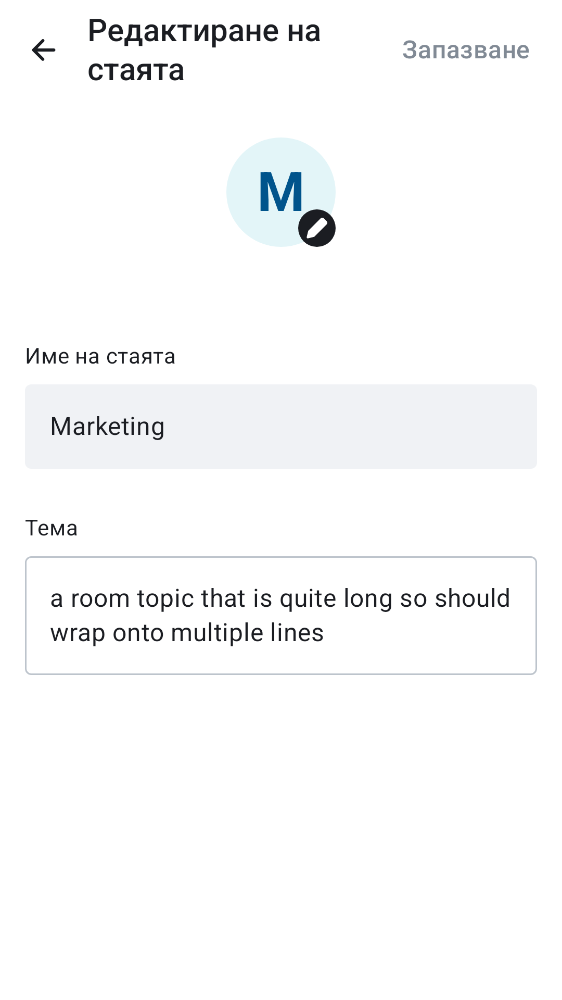 Редактиране на
стаята
Запазване
M
Име на стаята
Marketing
Тема
a room topic that is quite long so should
wrap onto multiple lines